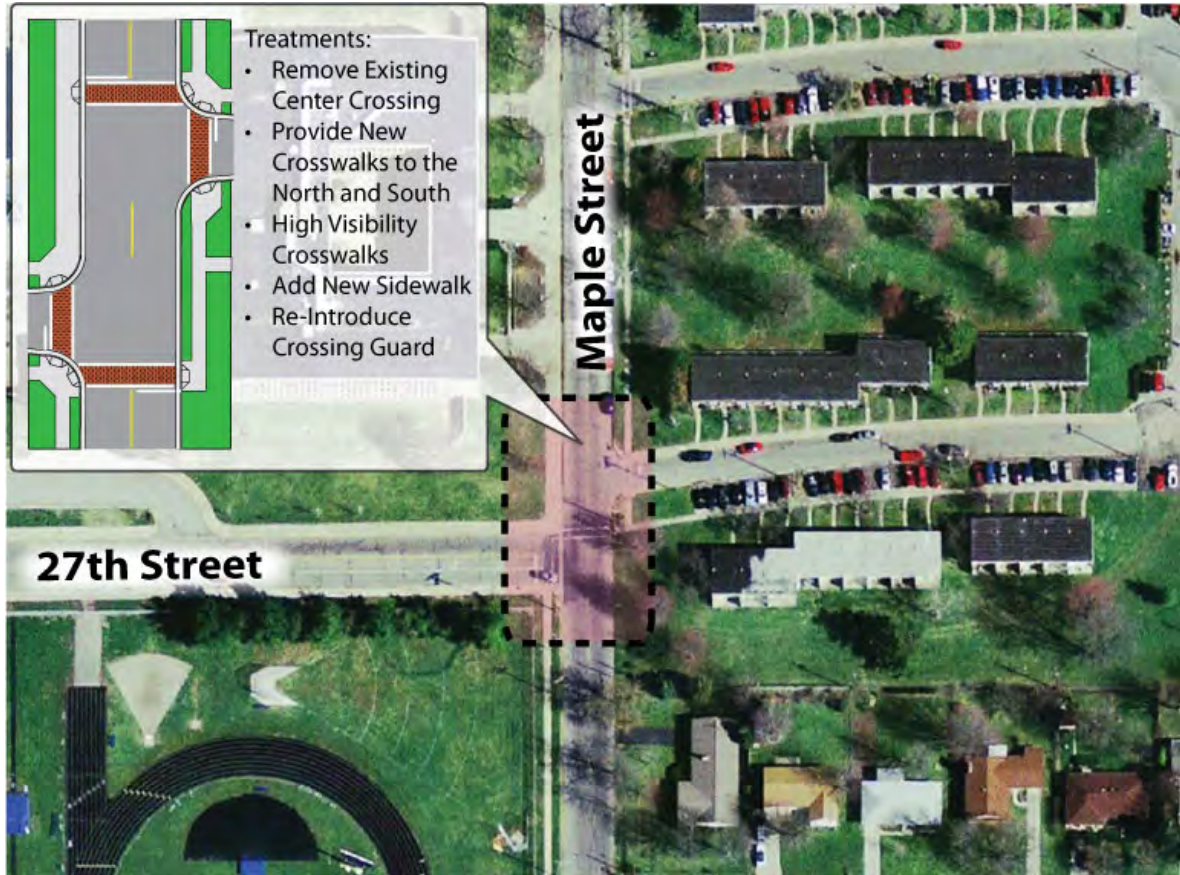 Treatments:
• Remove Existing
Center Crossing
• Provide New
Crosswalks to the
North and South
• High Visibility
Crosswalks
• Add New Sidewalk
• Re-Introduce
Crossing Guard
Maple Street
27th Street